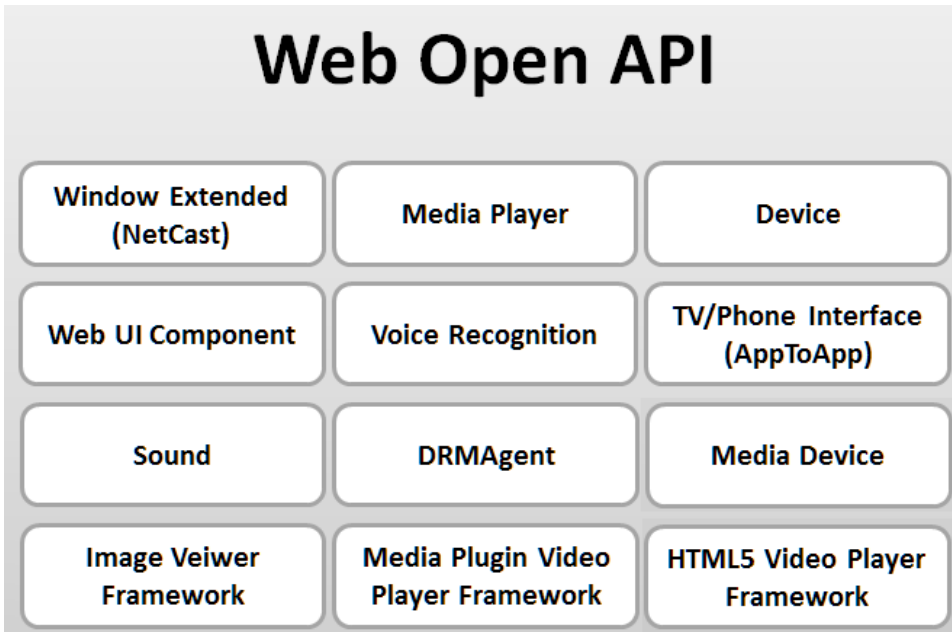 Web Open API
Window Extended
(NetCast)
Media Player
Device
Web UI Component
Voice Recognition
TV/Phone Interface
(AppToApp)
Sound
DRMAgent
Media Device
Image Veiwer
Framework
Media Plugin Video
Player Framework
HTML5 Video Player
Framework